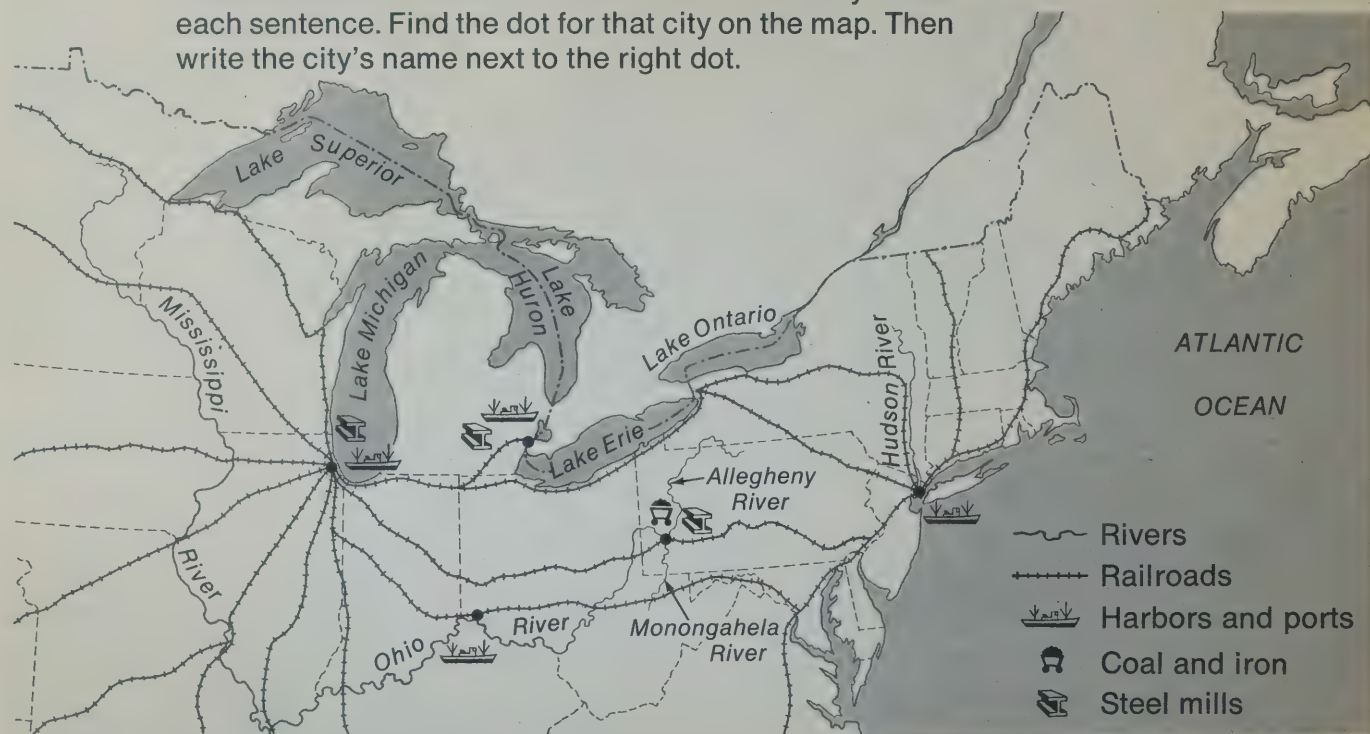 each sentence. Find the dot for that city on the map. Then
write the city's name next to the right dot.
Lake Superior
Lake Michigan
Lake
Huron
Lake Ontario
Lake Erie
Mississippi
River
Hudson River
ATLANTIC
OCEAN
Allegheny
River
Ohio River
Monongahela
River
Rivers
Railroads
Harbors and ports
Coal and iron
Steel mills